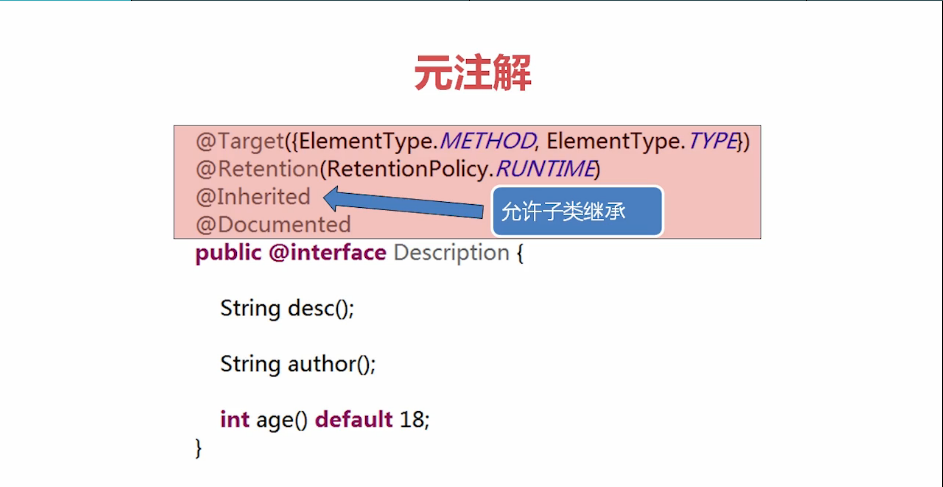 元注解
@Target({ElementType.METHOD, ElementType.TYPE})
@Retention(RetentionPolicy.RUNTIME)
@Inherited
允许子类继承
@Documented
public @interface Description {
String desc();
String author();
int age() default 18;
}